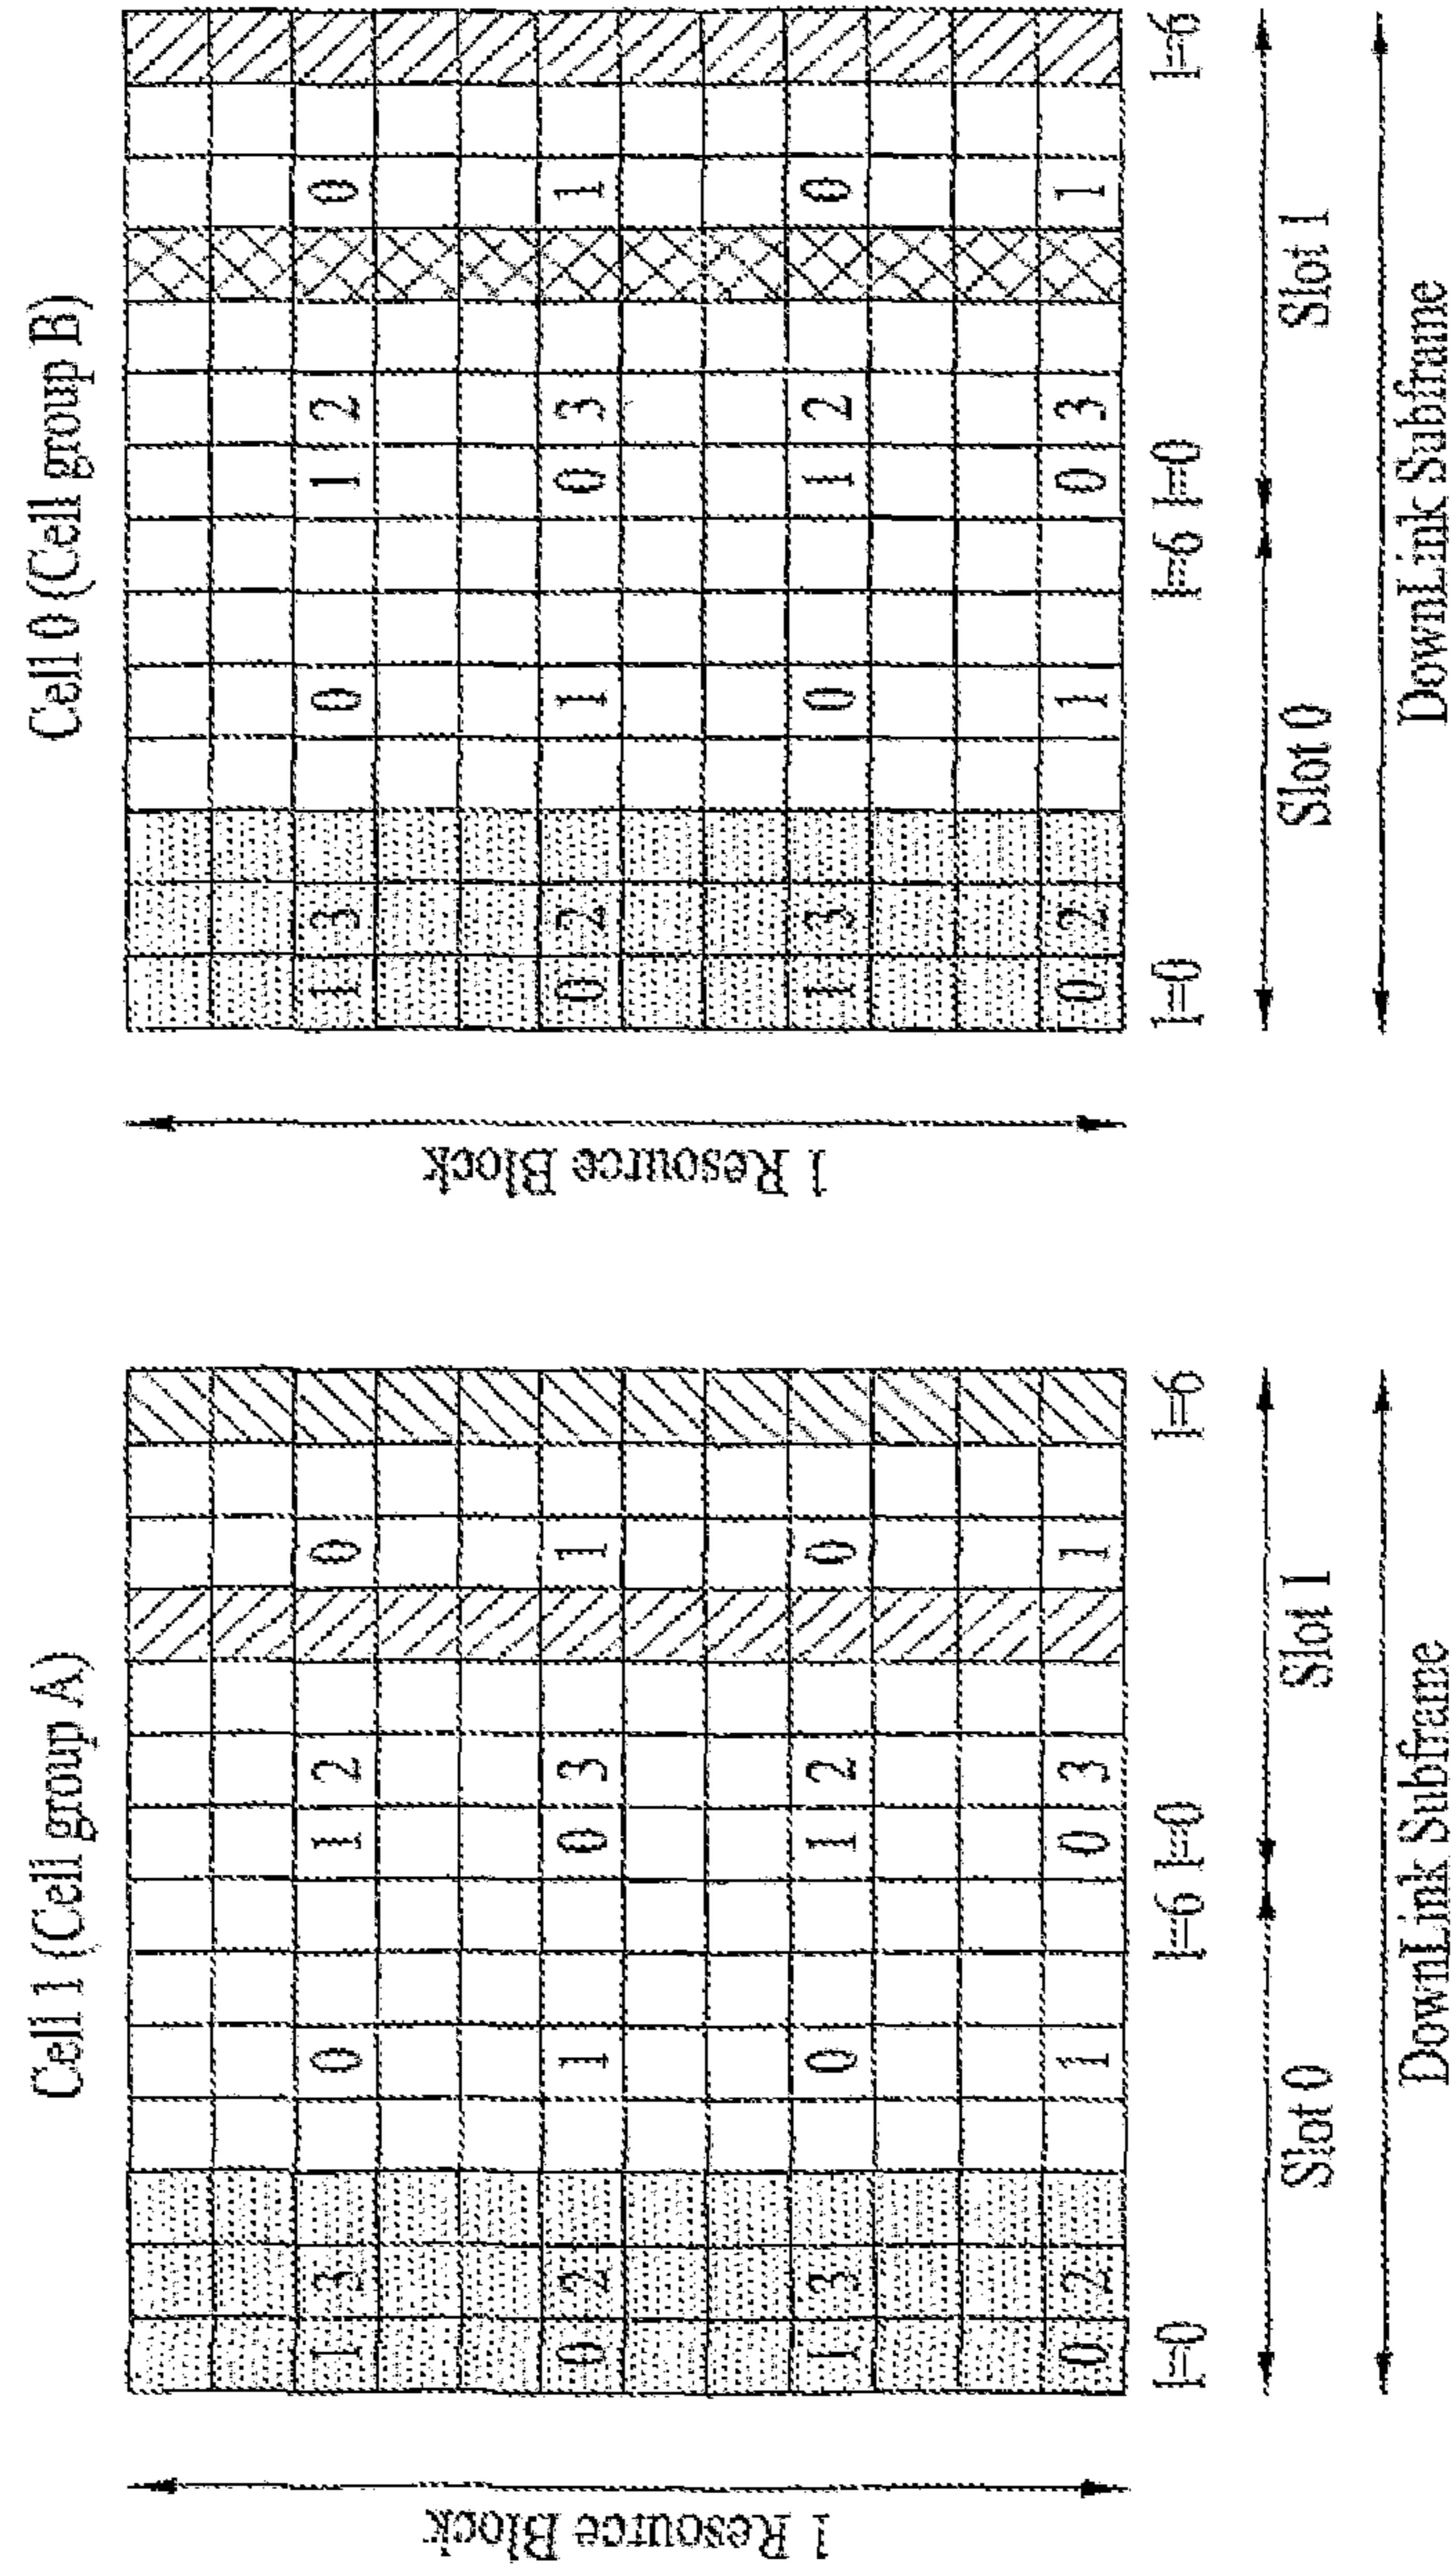 Cell 1 (Cell group A)
1 Resource Block
1 3 0 1 2 0
0 2 1 0 3 1
1 3 0 1 2 0
0 2 1 0 3 1
l=0 l=6 l=0 l=6
Slot 0 Slot 1
DownLink Subframe
Cell 0 (Cell group B)
1 Resource Block
1 3 0 1 2 0
0 2 1 0 3 1
1 3 0 1 2 0
0 2 1 0 3 1
l=0 l=6 l=0 l=6
Slot 0 Slot 1
DownLink Subframe